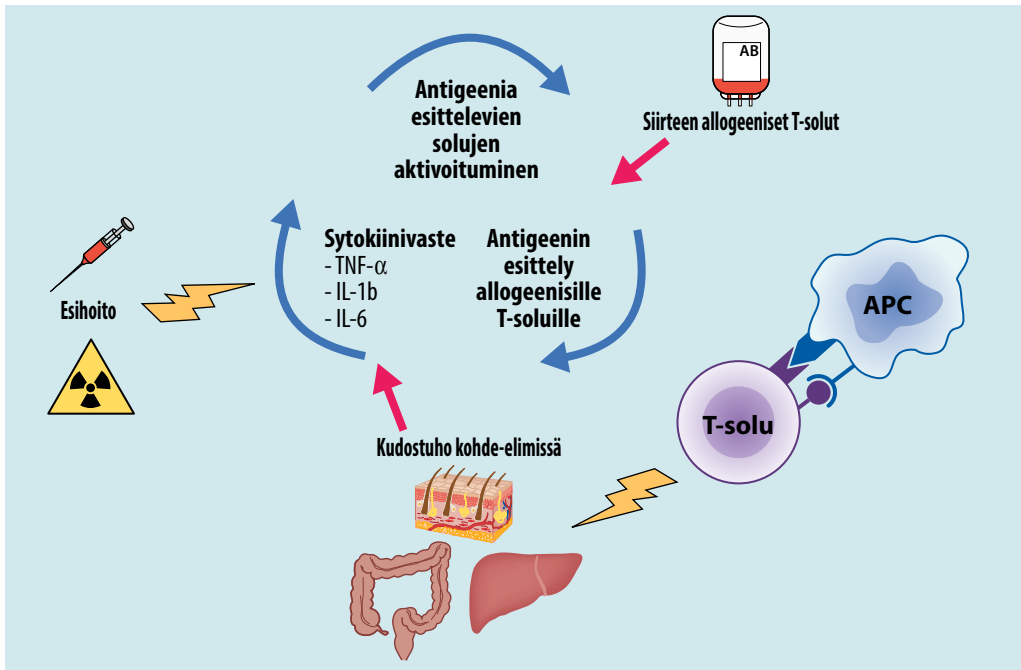 AB
Siirteen allogeeniset T-solut
Antigeenia
esittelevien
solujen
aktivoituminen
Sytokiinivaste
- TNF-α
- IL-1b
- IL-6
Antigeenin
esittely
allogeenisille
T-soluille
Esihoito
APC
T-solu
Kudostuho kohde-elimissä